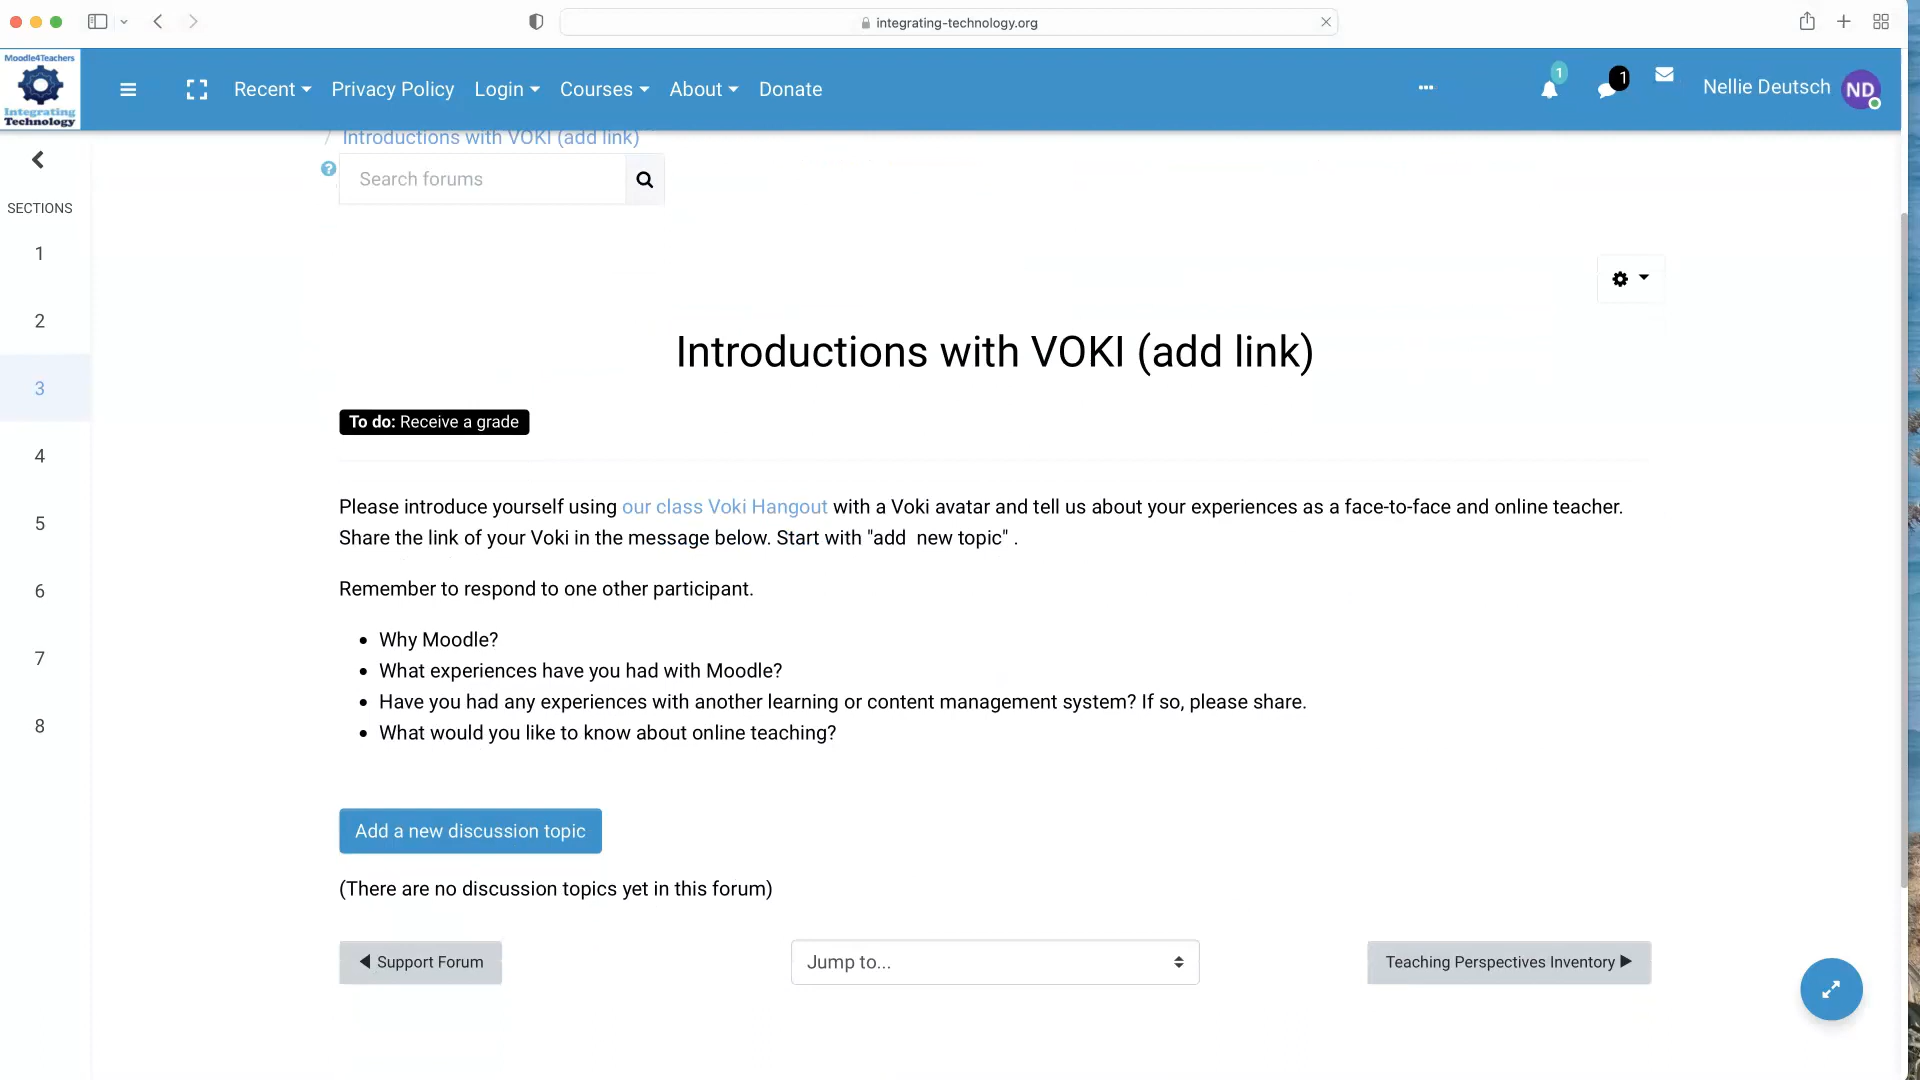 integrating-technology.org
Moodle4Teachers
Integrating
Technology
Recent
Privacy Policy
Login
Courses
About
Donate
1
1
Nellie Deutsch
ND
/ Introductions with VOKI (add link)
?
Search forums
SECTIONS
1
2
3
4
5
6
7
8
Introductions with VOKI (add link)
To do: Receive a grade
Please introduce yourself using our class Voki Hangout with a Voki avatar and tell us about your experiences as a face-to-face and online teacher.
Share the link of your Voki in the message below. Start with "add  new topic" .
Remember to respond to one other participant.
• Why Moodle?
• What experiences have you had with Moodle?
• Have you had any experiences with another learning or content management system? If so, please share.
• What would you like to know about online teaching?
Add a new discussion topic
(There are no discussion topics yet in this forum)
◀ Support Forum
Jump to...
Teaching Perspectives Inventory ▶